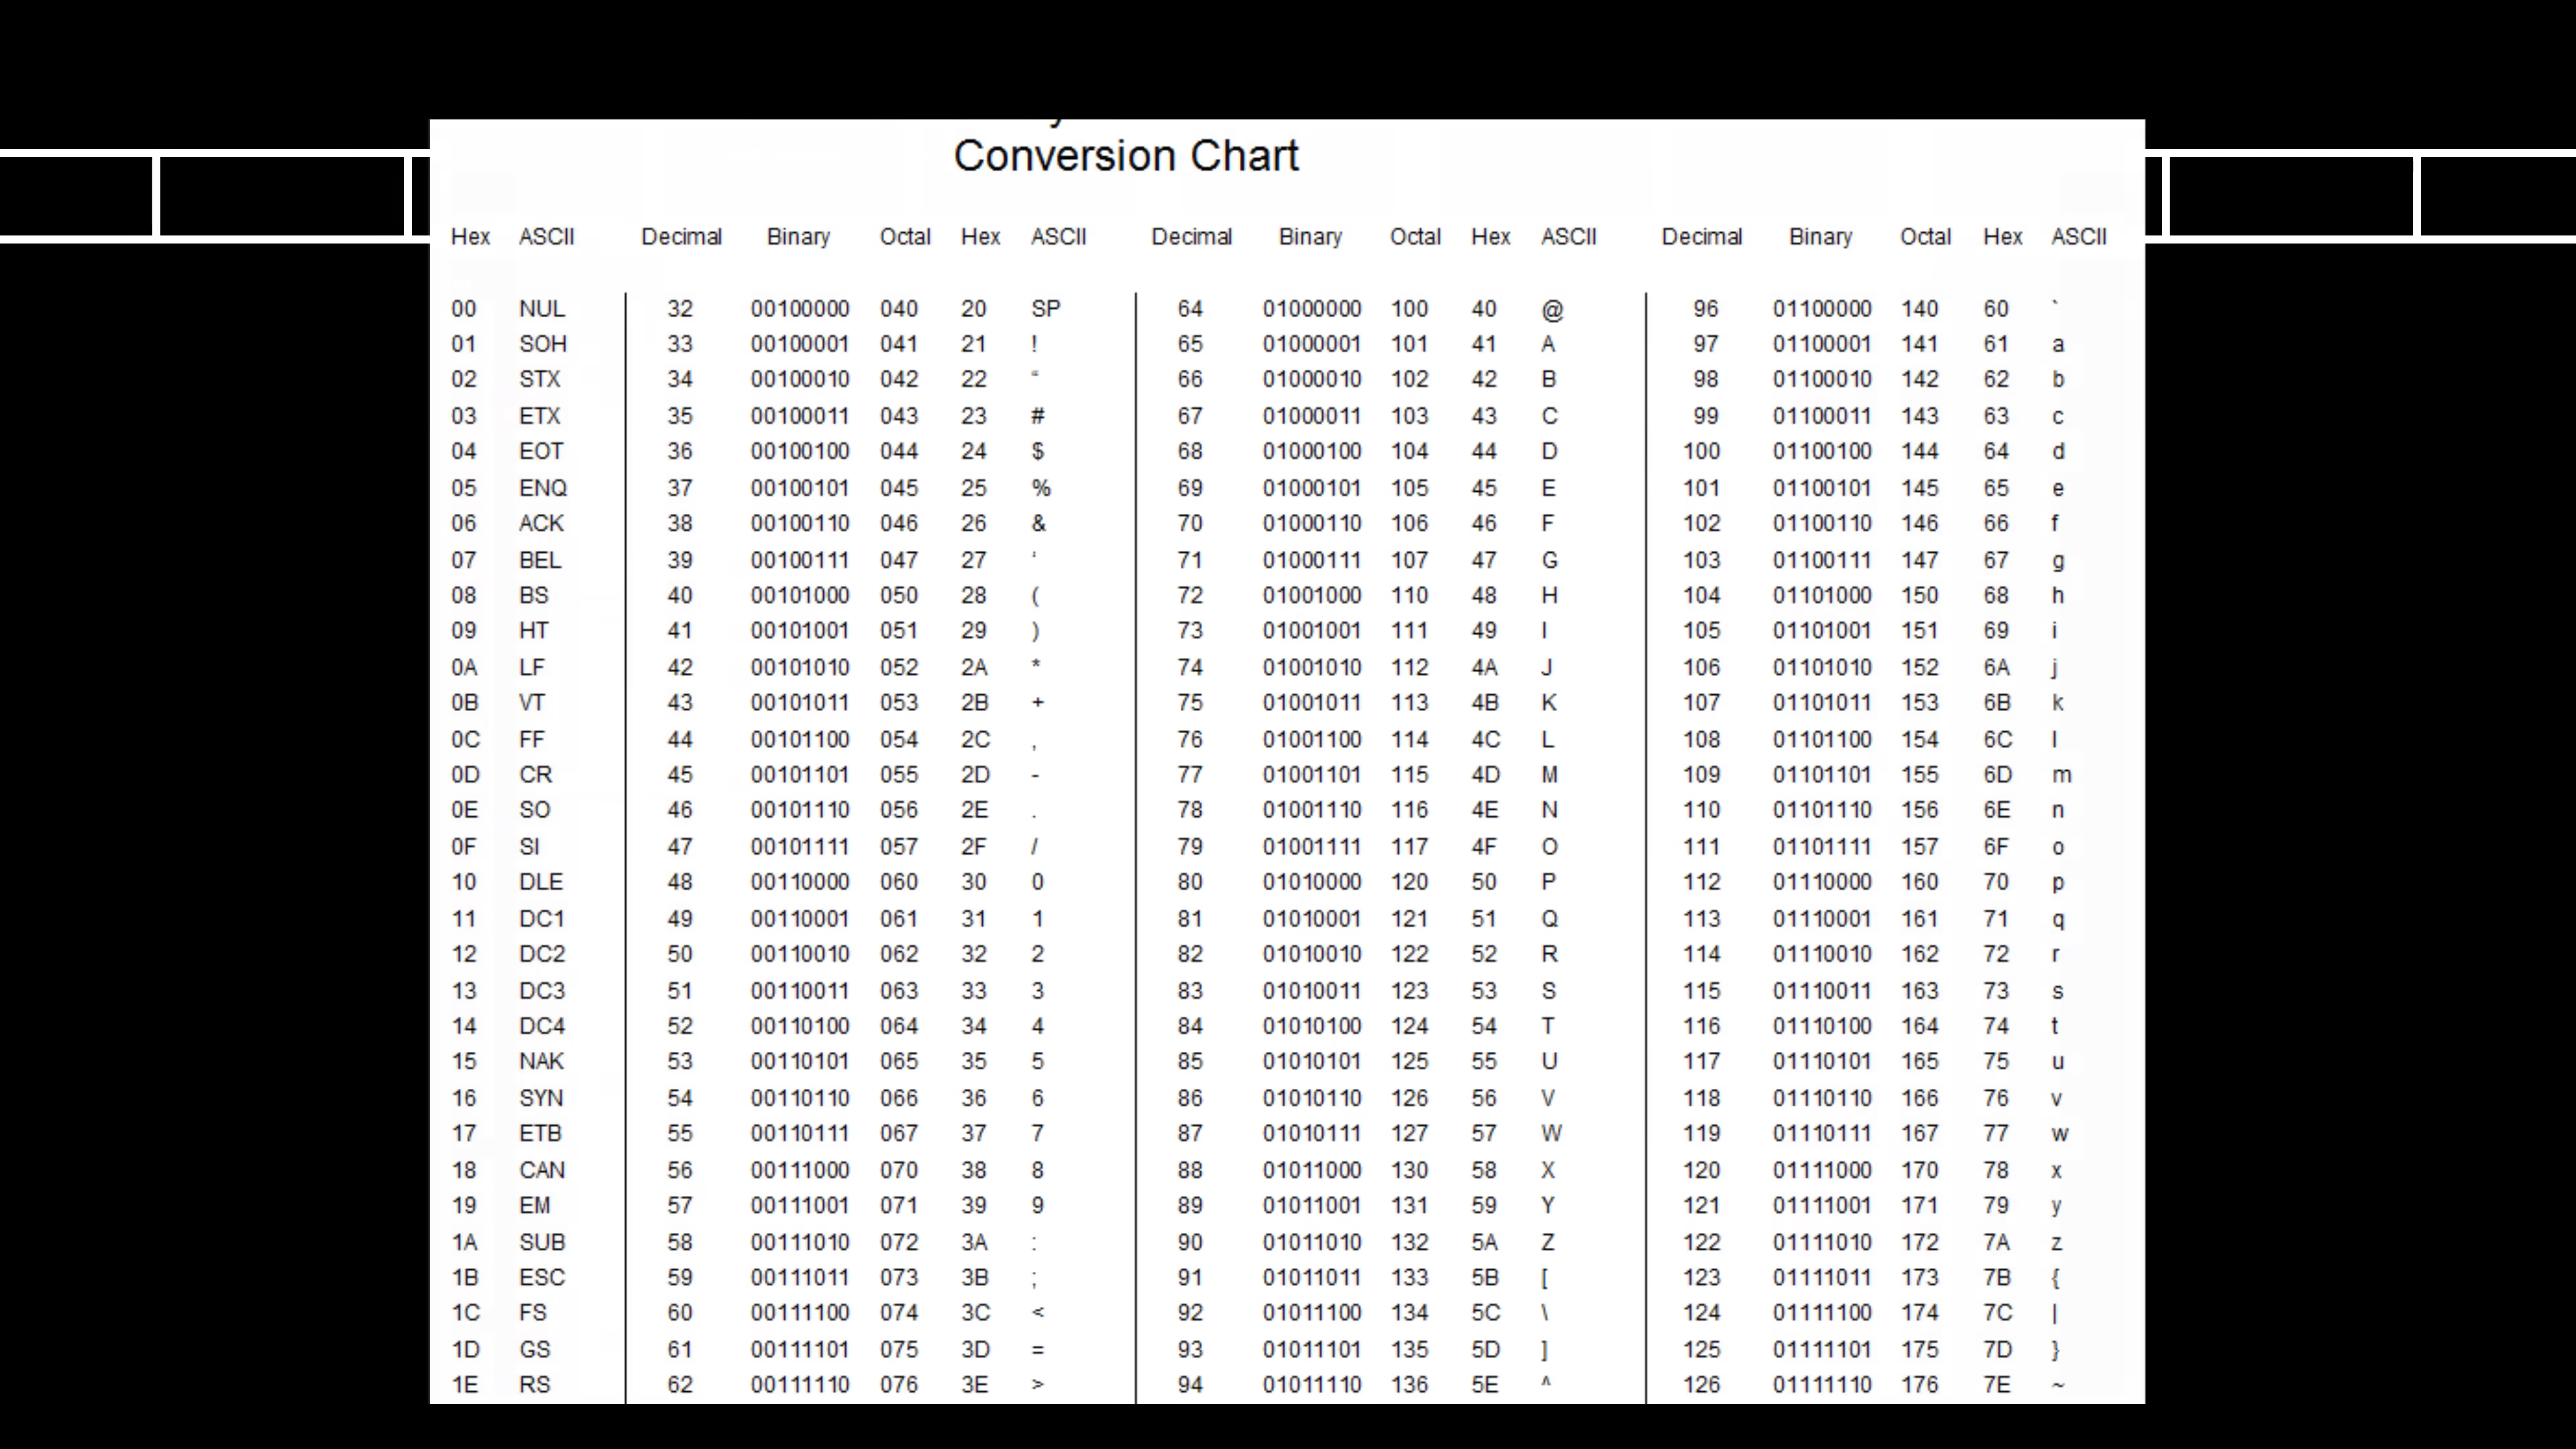 Conversion Chart
Hex ASCII Decimal Binary Octal Hex ASCII Decimal Binary Octal Hex ASCII Decimal Binary Octal Hex ASCII
00 NUL 32 00100000 040 20 SP 64 01000000 100 40 @ 96 01100000 140 60 `
01 SOH 33 00100001 041 21 ! 65 01000001 101 41 A 97 01100001 141 61 a
02 STX 34 00100010 042 22 “ 66 01000010 102 42 B 98 01100010 142 62 b
03 ETX 35 00100011 043 23 # 67 01000011 103 43 C 99 01100011 143 63 c
04 EOT 36 00100100 044 24 $ 68 01000100 104 44 D 100 01100100 144 64 d
05 ENQ 37 00100101 045 25 % 69 01000101 105 45 E 101 01100101 145 65 e
06 ACK 38 00100110 046 26 & 70 01000110 106 46 F 102 01100110 146 66 f
07 BEL 39 00100111 047 27 ‘ 71 01000111 107 47 G 103 01100111 147 67 g
08 BS 40 00101000 050 28 ( 72 01001000 110 48 H 104 01101000 150 68 h
09 HT 41 00101001 051 29 ) 73 01001001 111 49 I 105 01101001 151 69 i
0A LF 42 00101010 052 2A * 74 01001010 112 4A J 106 01101010 152 6A j
0B VT 43 00101011 053 2B + 75 01001011 113 4B K 107 01101011 153 6B k
0C FF 44 00101100 054 2C , 76 01001100 114 4C L 108 01101100 154 6C l
0D CR 45 00101101 055 2D - 77 01001101 115 4D M 109 01101101 155 6D m
0E SO 46 00101110 056 2E . 78 01001110 116 4E N 110 01101110 156 6E n
0F SI 47 00101111 057 2F / 79 01001111 117 4F O 111 01101111 157 6F o
10 DLE 48 00110000 060 30 0 80 01010000 120 50 P 112 01110000 160 70 p
11 DC1 49 00110001 061 31 1 81 01010001 121 51 Q 113 01110001 161 71 q
12 DC2 50 00110010 062 32 2 82 01010010 122 52 R 114 01110010 162 72 r
13 DC3 51 00110011 063 33 3 83 01010011 123 53 S 115 01110011 163 73 s
14 DC4 52 00110100 064 34 4 84 01010100 124 54 T 116 01110100 164 74 t
15 NAK 53 00110101 065 35 5 85 01010101 125 55 U 117 01110101 165 75 u
16 SYN 54 00110110 066 36 6 86 01010110 126 56 V 118 01110110 166 76 v
17 ETB 55 00110111 067 37 7 87 01010111 127 57 W 119 01110111 167 77 w
18 CAN 56 00111000 070 38 8 88 01011000 130 58 X 120 01111000 170 78 x
19 EM 57 00111001 071 39 9 89 01011001 131 59 Y 121 01111001 171 79 y
1A SUB 58 00111010 072 3A : 90 01011010 132 5A Z 122 01111010 172 7A z
1B ESC 59 00111011 073 3B ; 91 01011011 133 5B [ 123 01111011 173 7B {
1C FS 60 00111100 074 3C < 92 01011100 134 5C \ 124 01111100 174 7C |
1D GS 61 00111101 075 3D = 93 01011101 135 5D ] 125 01111101 175 7D }
1E RS 62 00111110 076 3E > 94 01011110 136 5E ^ 126 01111110 176 7E ~